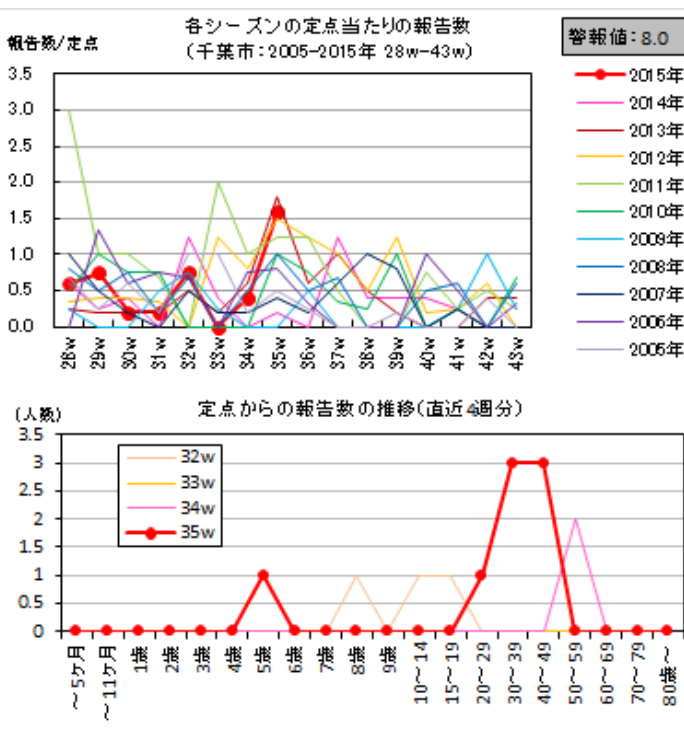 各シーズンの定点当たりの報告数
(千葉市:2005-2015年 28w-43w)
警報値:8.0
報告数/定点
3.5
3.0
2.5
2.0
1.5
1.0
0.5
0.0
28w 29w 30w 31w 32w 33w 34w 35w 36w 37w 38w 39w 40w 41w 42w 43w
2015年
2014年
2013年
2012年
2011年
2010年
2009年
2008年
2007年
2006年
2005年
定点からの報告数の推移(直近4週分)
(人数)
3.5
3
2.5
2
1.5
1
0.5
0
32w
33w
34w
35w
~5ヶ月 ~11ヶ月 1歳 2歳 3歳 4歳 5歳 6歳 7歳 8歳 9歳 10~14 15~19 20~29 30~39 40~49 50~59 60~69 70~79 80歳~